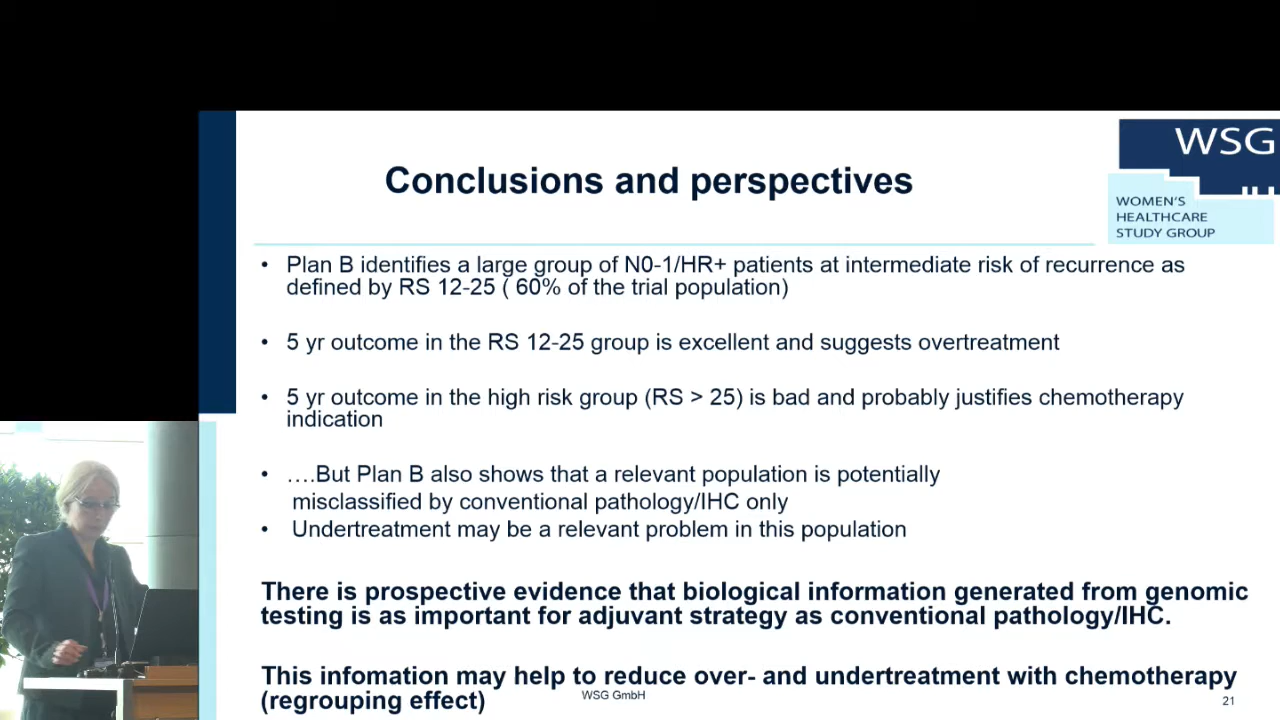 Conclusions and perspectives
WSG
WOMEN'S
HEALTHCARE
STUDY GROUP
• Plan B identifies a large group of N0-1/HR+ patients at intermediate risk of recurrence as
defined by RS 12-25 ( 60% of the trial population)
• 5 yr outcome in the RS 12-25 group is excellent and suggests overtreatment
• 5 yr outcome in the high risk group (RS > 25) is bad and probably justifies chemotherapy
indication
• ….But Plan B also shows that a relevant population is potentially
misclassified by conventional pathology/IHC only
• Undertreatment may be a relevant problem in this population
There is prospective evidence that biological information generated from genomic
testing is as important for adjuvant strategy as conventional pathology/IHC.
This infomation may help to reduce over- and undertreatment with chemotherapy
(regrouping effect)
WSG GmbH
21